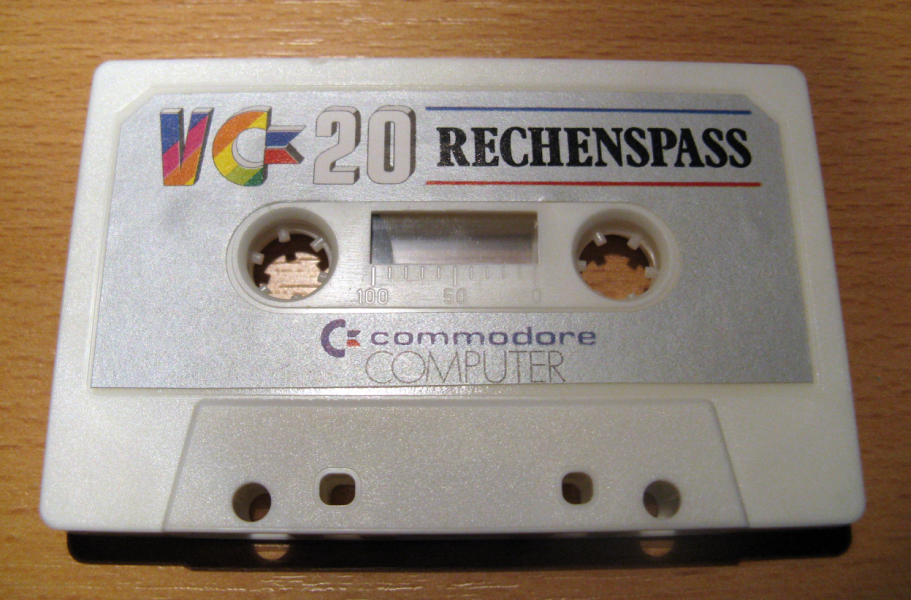 VC 20 RECHENSPASS
100 50 0
commodore
COMPUTER